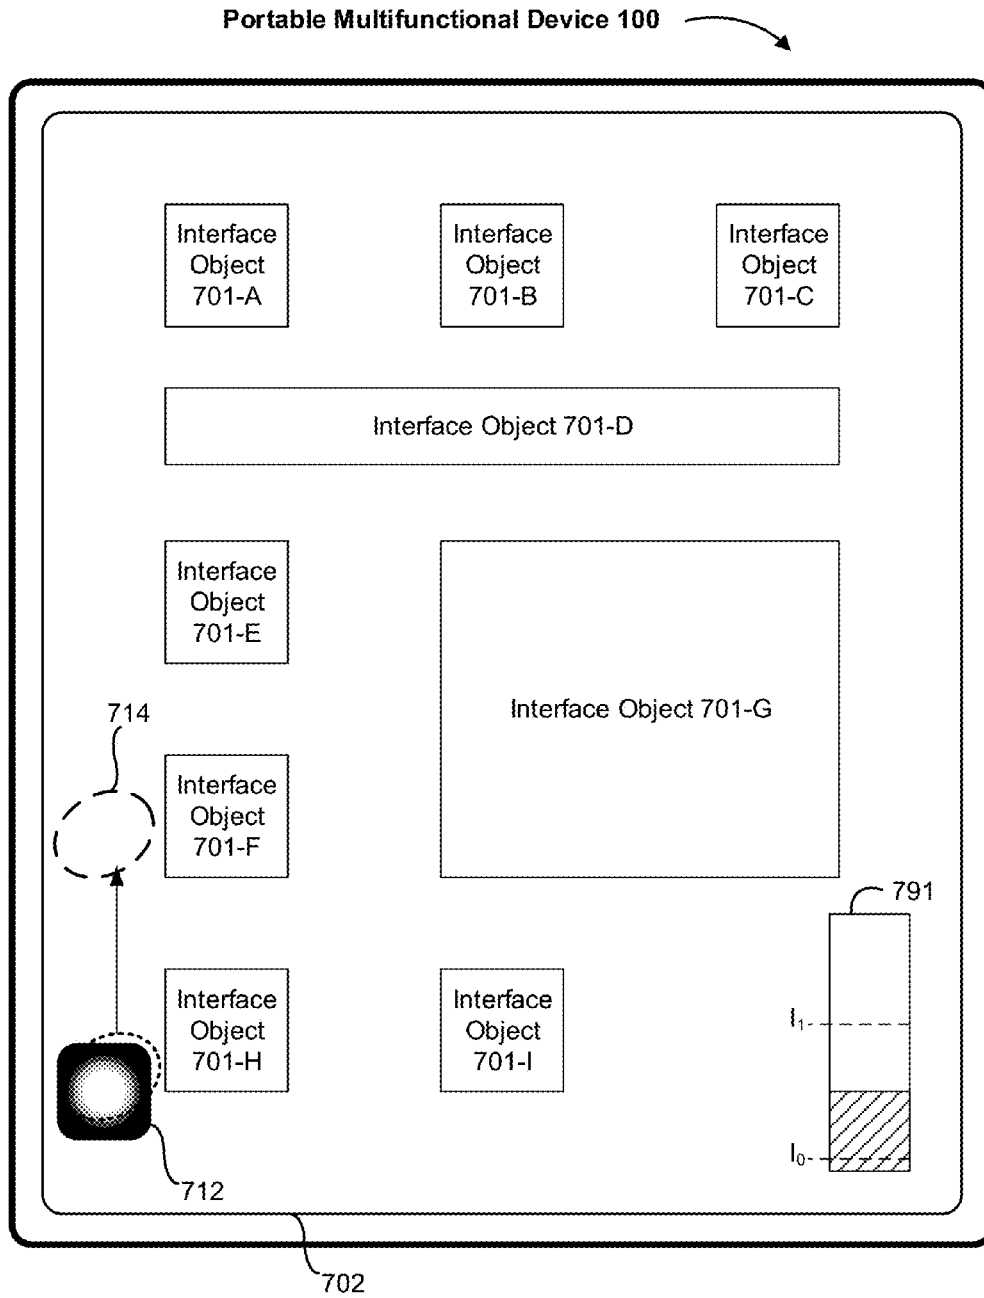 Portable Multifunctional Device 100
Interface
Object
701-A
Interface
Object
701-B
Interface
Object
701-C
Interface Object 701-D
Interface
Object
701-E
Interface Object 701-G
714
Interface
Object
701-F
791
Interface
Object
701-H
Interface
Object
701-I
I₁
I₀
712
702